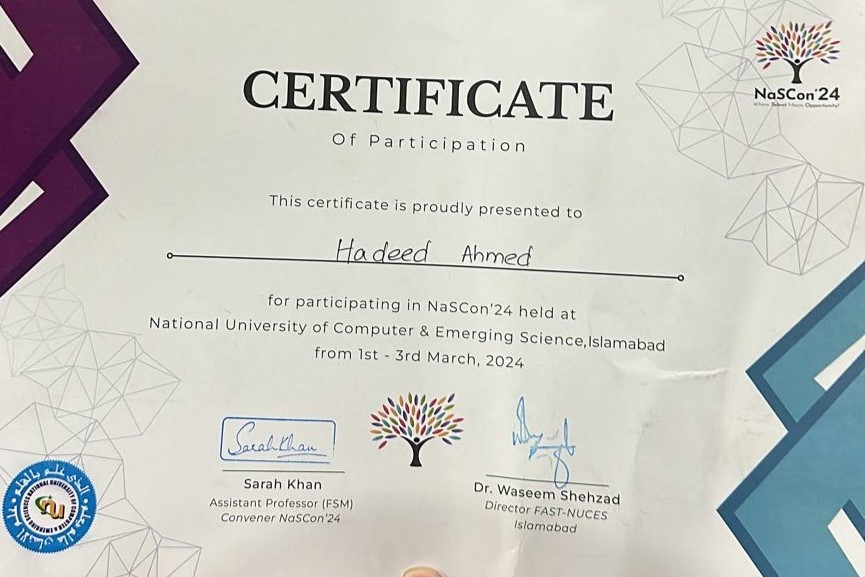 NaSCon'24
Where Talent Meets Opportunity!
CERTIFICATE
Of Participation
This certificate is proudly presented to
Hadeed Ahmed
for participating in NaSCon'24 held at
National University of Computer & Emerging Science,Islamabad
from 1st - 3rd March, 2024
Sarah Khan
Sarah Khan
Assistant Professor (FSM)
Convener NaSCon'24
Dr. Waseem Shehzad
Director FAST-NUCES
Islamabad
NATIONAL UNIVERSITY OF COMPUTER & EMERGING SCIENCES
nu